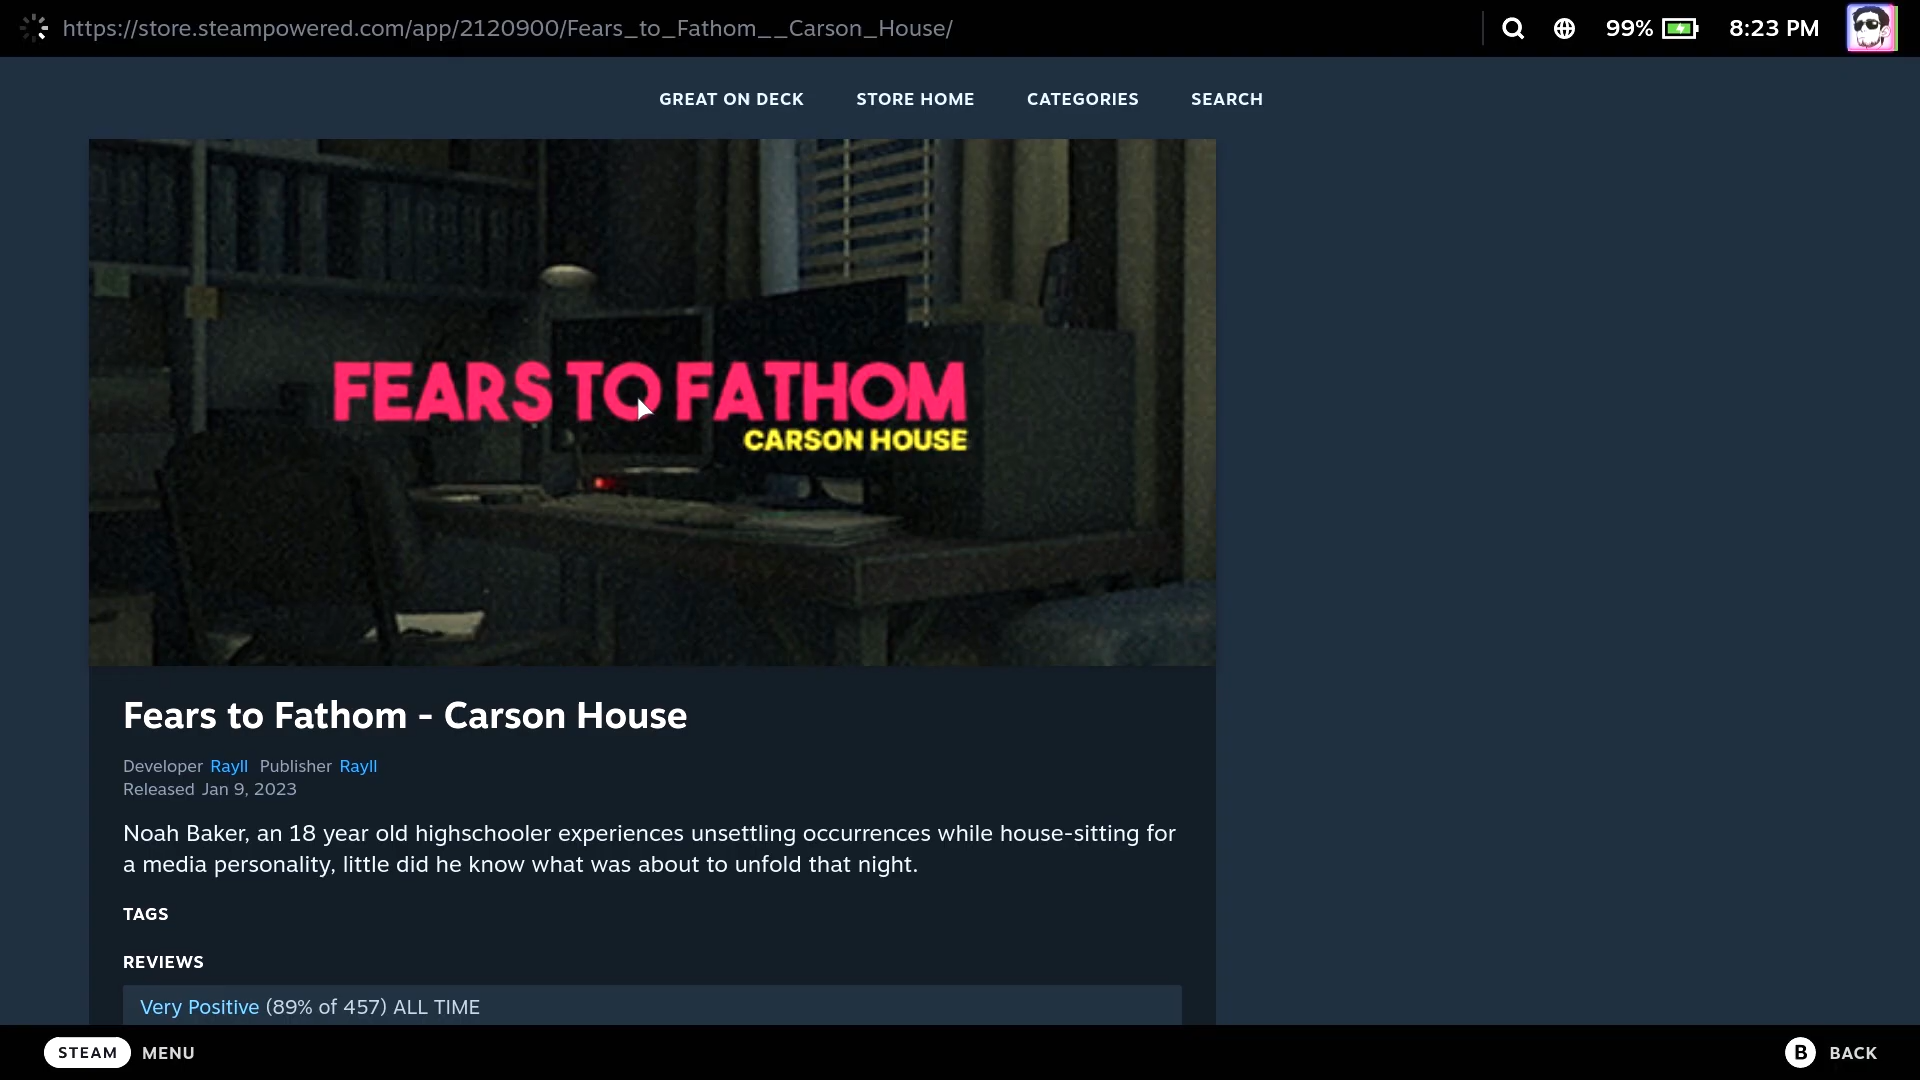 https://store.steampowered.com/app/2120900/Fears_to_Fathom__Carson_House/
99%
8:23 PM
GREAT ON DECK
STORE HOME
CATEGORIES
SEARCH
FEARS TO FATHOM
CARSON HOUSE
Fears to Fathom - Carson House
Developer Rayll Publisher Rayll
Released Jan 9, 2023
Noah Baker, an 18 year old highschooler experiences unsettling occurrences while house-sitting for
a media personality, little did he know what was about to unfold that night.
TAGS
REVIEWS
Very Positive (89% of 457) ALL TIME
STEAM MENU
B BACK